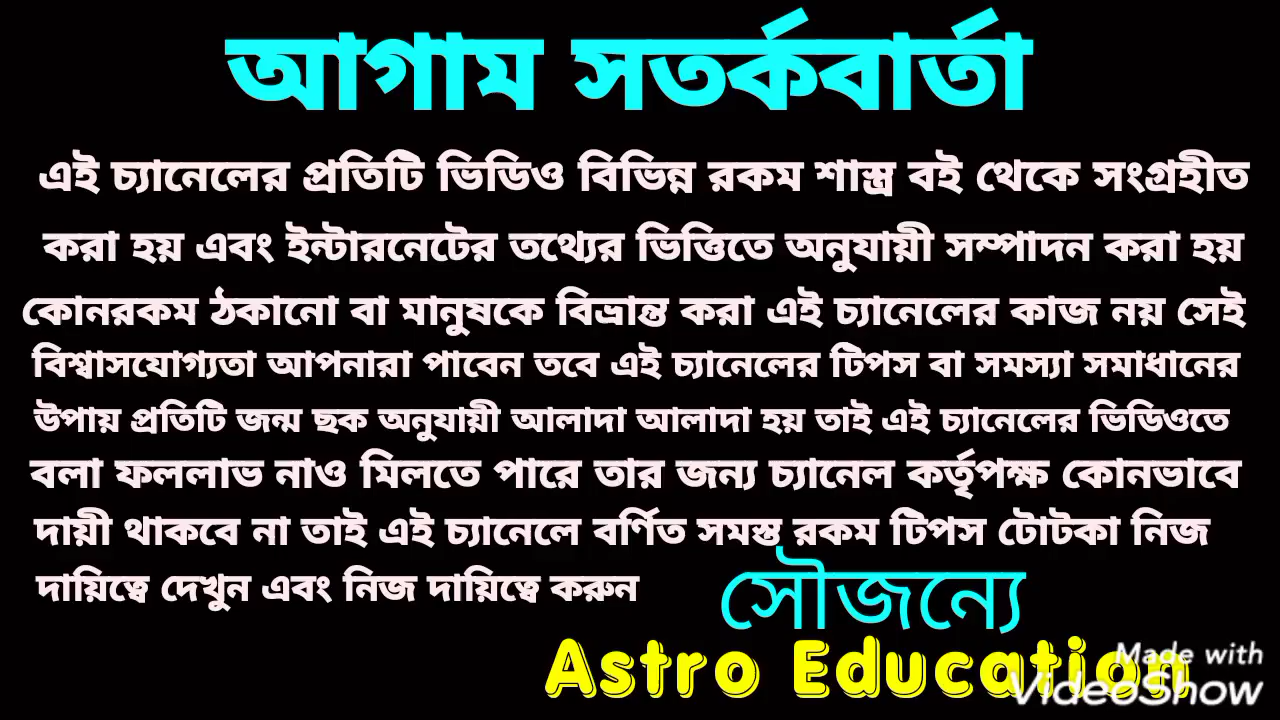 আগাম সতর্কবার্তা
এই চ্যানেলের প্রতিটি ভিডিও বিভিন্ন রকম শাস্ত্র বই থেকে সংগ্রহীত
করা হয় এবং ইন্টারনেটের তথ্যের ভিত্তিতে অনুযায়ী সম্পাদন করা হয়
কোনরকম ঠকানো বা মানুষকে বিভ্রান্ত করা এই চ্যানেলের কাজ নয় সেই
বিশ্বাসযোগ্যতা আপনারা পাবেন তবে এই চ্যানেলের টিপস বা সমস্যা সমাধানের
উপায় প্রতিটি জন্ম ছক অনুযায়ী আলাদা আলাদা হয় তাই এই চ্যানেলের ভিডিওতে
বলা ফললাভ নাও মিলতে পারে তার জন্য চ্যানেল কর্তৃপক্ষ কোনভাবে
দায়ী থাকবে না তাই এই চ্যানেলে বর্ণিত সমস্ত রকম টিপস টোটকা নিজ
দায়িত্বে দেখুন এবং নিজ দায়িত্বে করুন
সৌজন্যে
Astro Education
Made with
VideoShow